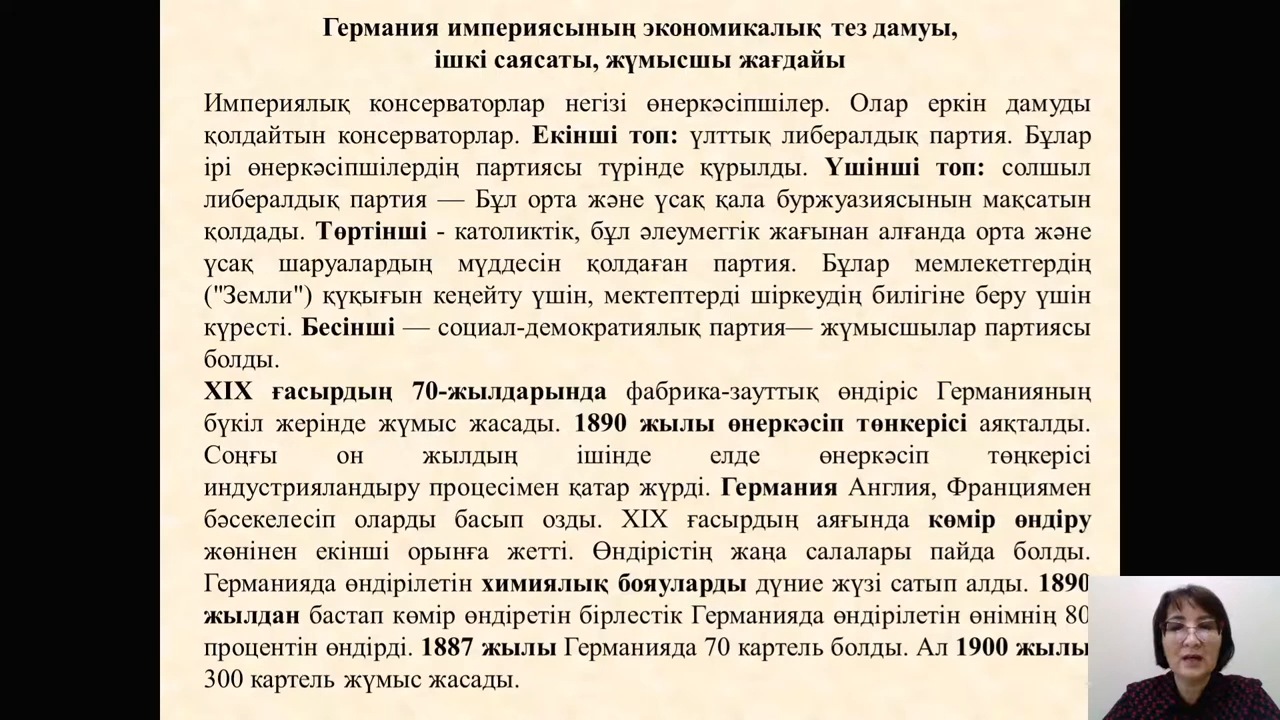 Германия империясының экономикалық тез дамуы,
ішкі саясаты, жұмысшы жағдайы
Империялық консерваторлар негізі өнеркәсіпшілер. Олар еркін дамуды
қолдайтын консерваторлар. Екінші топ: ұлттық либералдық партия. Бұлар
ірі өнеркәсіпшілердің партиясы түрінде құрылды. Үшінші топ: солшыл
либералдық партия — Бұл орта және ұсақ қала буржуазиясынын мақсатын
қолдады. Төртінші - католиктік, бұл әлеумеггік жағынан алғанда орта және
ұсақ шаруалардың мүддесін қолдаған партия. Бұлар мемлекетгердің
("Земли") құқығын кеңейту үшін, мектептерді шіркеудің билігіне беру үшін
күресті. Бесінші — социал-демократиялық партия— жұмысшылар партиясы
болды.
XIX ғасырдың 70-жылдарында фабрика-зауттық өндіріс Германияның
бүкіл жерінде жұмыс жасады. 1890 жылы өнеркәсіп төнкерісі аяқталды.
Соңғы он жылдың ішінде елде өнеркәсіп төңкерісі
индустрияландыру процесімен қатар жүрді. Германия Англия, Франциямен
бәсекелесіп оларды басып озды. XIX ғасырдың аяғында көмір өндіру
жөнінен екінші орынға жетті. Өндірістің жаңа салалары пайда болды.
Германияда өндірілетін химиялық бояуларды дүние жүзі сатып алды. 1890
жылдан бастап көмір өндіретін бірлестік Германияда өндірілетін өнімнің 80
процентін өндірді. 1887 жылы Германияда 70 картель болды. Ал 1900 жылы
300 картель жұмыс жасады.